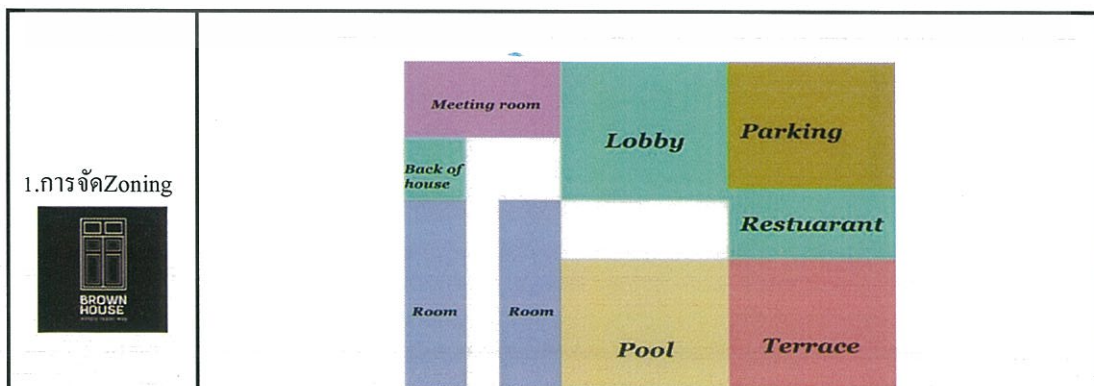 1.การจัดZoning
BROWN
HOUSE
Meeting room
Lobby
Parking
Back of
house
Restuarant
Room
Room
Pool
Terrace